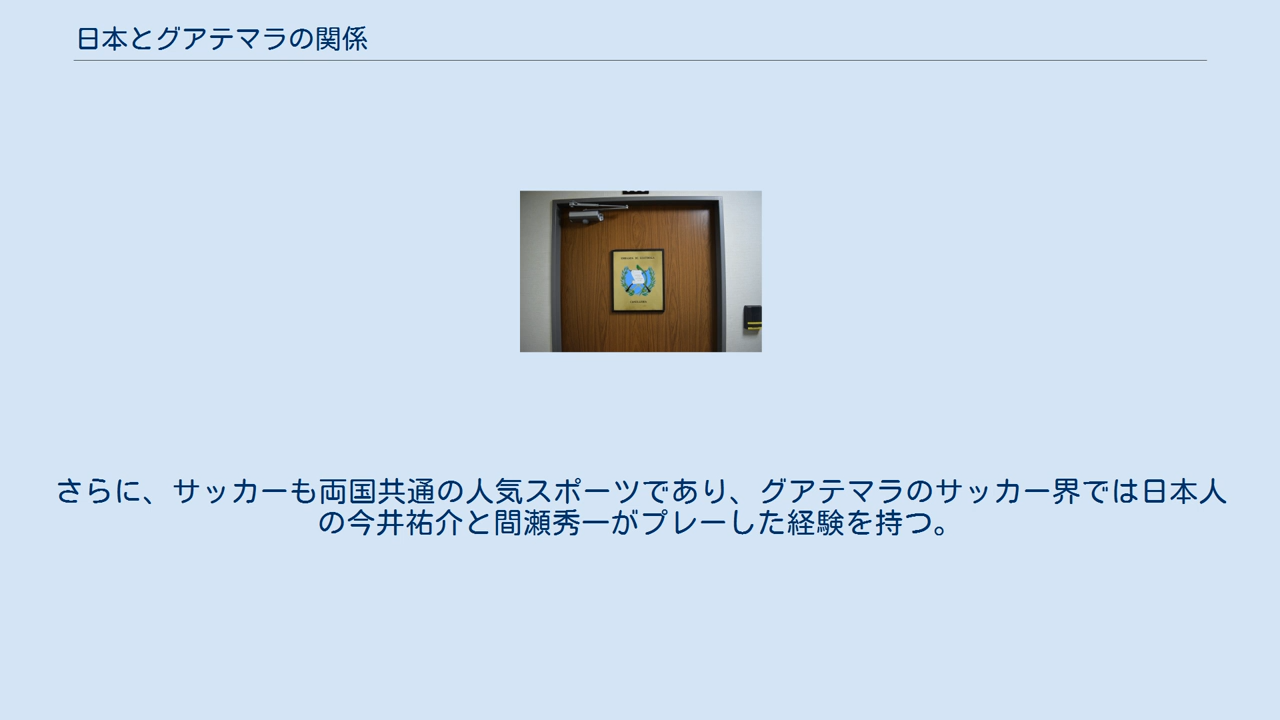 日本とグアテマラの関係
さらに、サッカーも両国共通の人気スポーツであり、グアテマラのサッカー界では日本人
の今井祐介と間瀬秀一がプレーした経験を持つ。